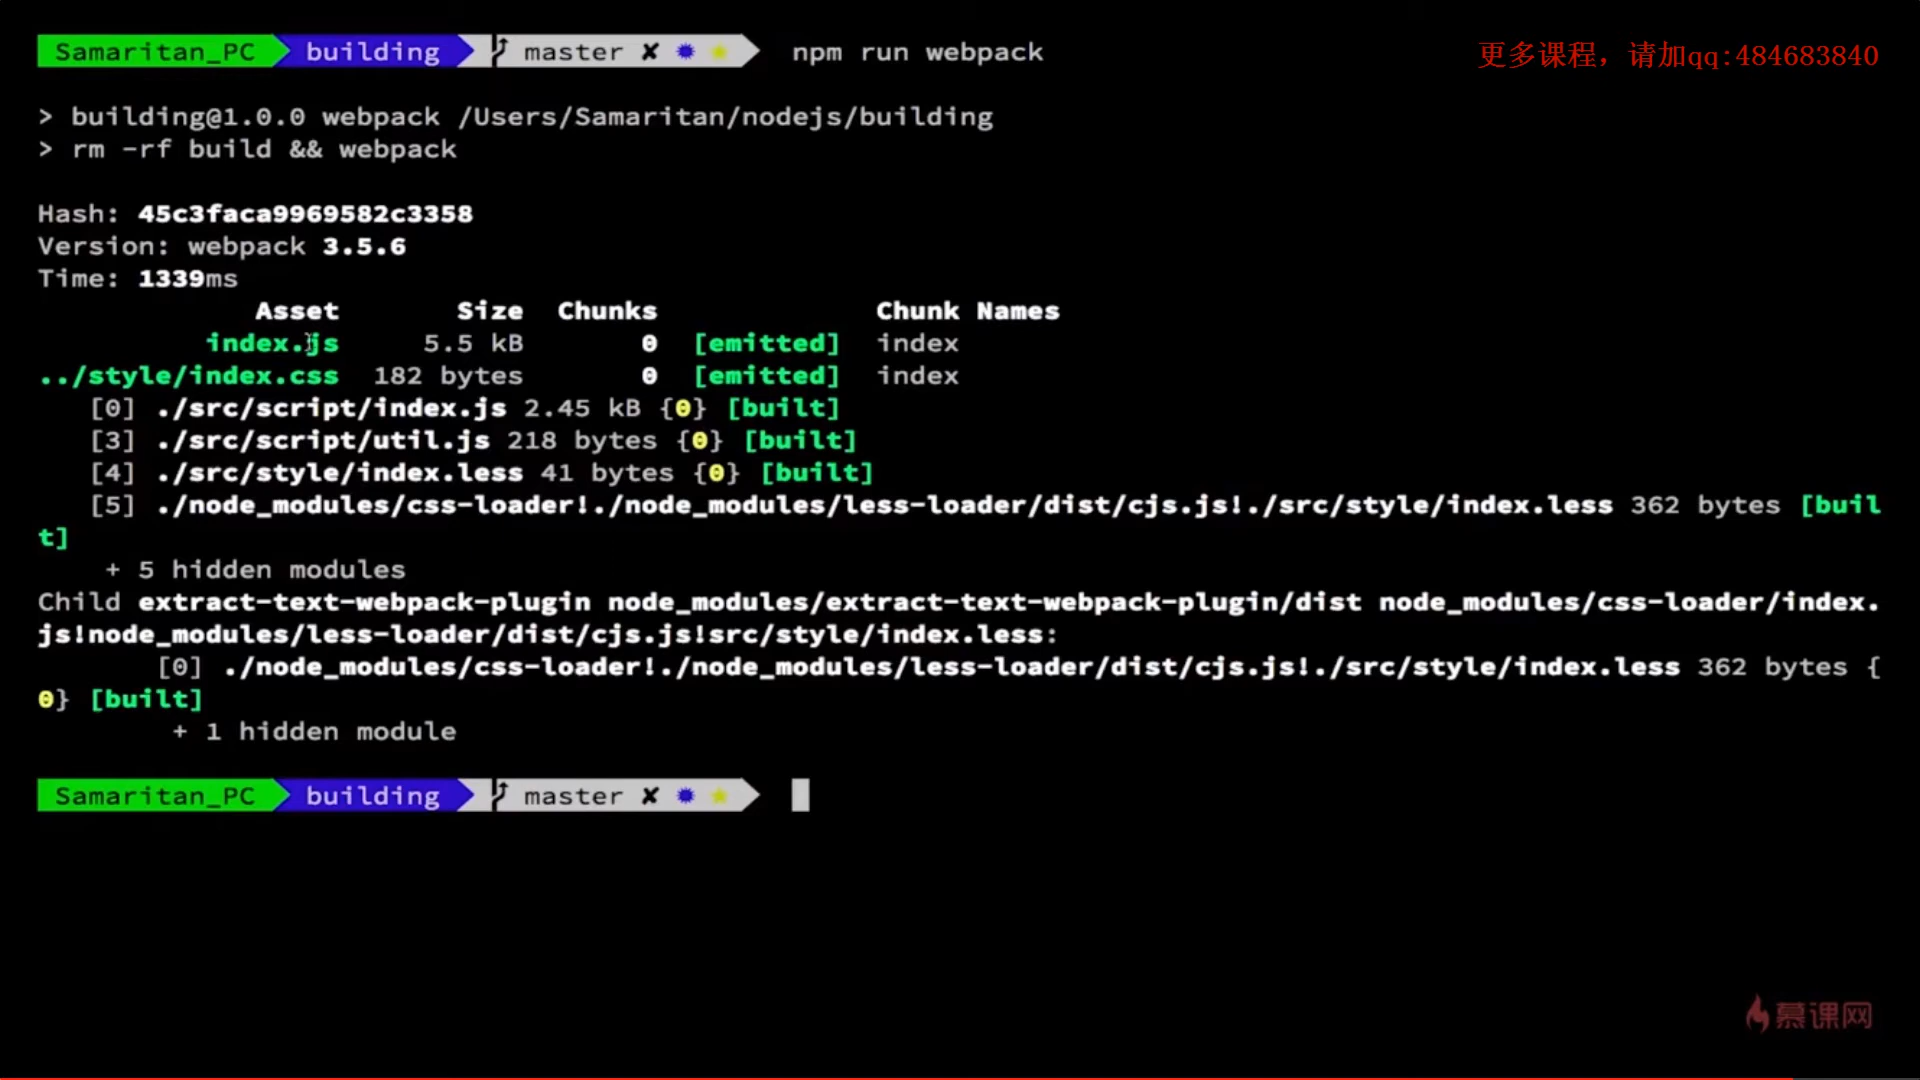 Samaritan_PC building master ✘ npm run webpack
更多课程，请加qq:484683840
> building@1.0.0 webpack /Users/Samaritan/nodejs/building
> rm -rf build && webpack
Hash: 45c3faca9969582c3358
Version: webpack 3.5.6
Time: 1339ms
Asset Size Chunks Chunk Names
index.js 5.5 kB 0 [emitted] index
../style/index.css 182 bytes 0 [emitted] index
[0] ./src/script/index.js 2.45 kB {0} [built]
[3] ./src/script/util.js 218 bytes {0} [built]
[4] ./src/style/index.less 41 bytes {0} [built]
[5] ./node_modules/css-loader!./node_modules/less-loader/dist/cjs.js!./src/style/index.less 362 bytes [buil
t]
+ 5 hidden modules
Child extract-text-webpack-plugin node_modules/extract-text-webpack-plugin/dist node_modules/css-loader/index.
js!node_modules/less-loader/dist/cjs.js!src/style/index.less:
[0] ./node_modules/css-loader!./node_modules/less-loader/dist/cjs.js!./src/style/index.less 362 bytes {
0} [built]
+ 1 hidden module
Samaritan_PC building master ✘
慕课网